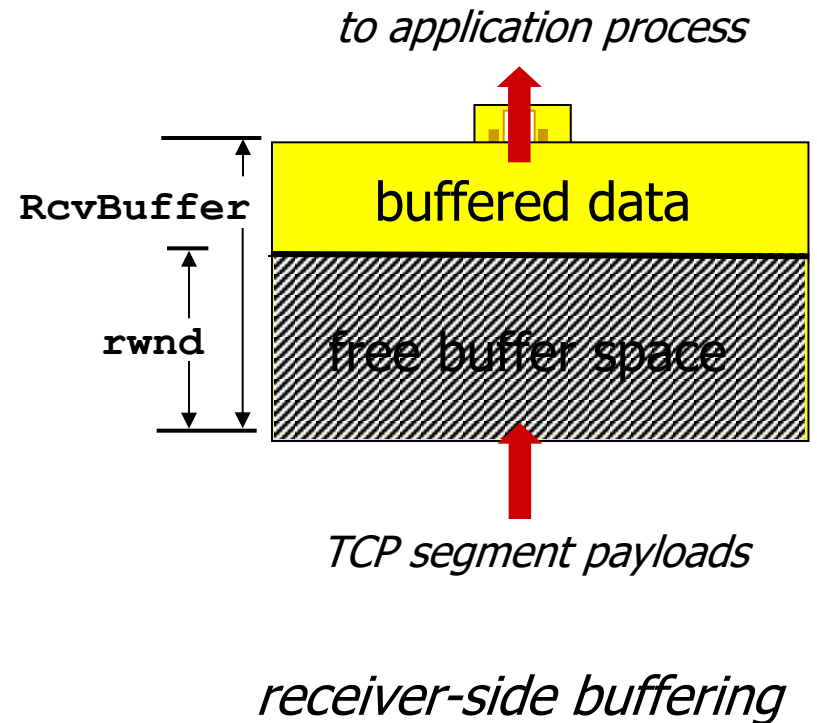 to application process
RcvBuffer
buffered data
rwnd
free buffer space
TCP segment payloads
receiver-side buffering